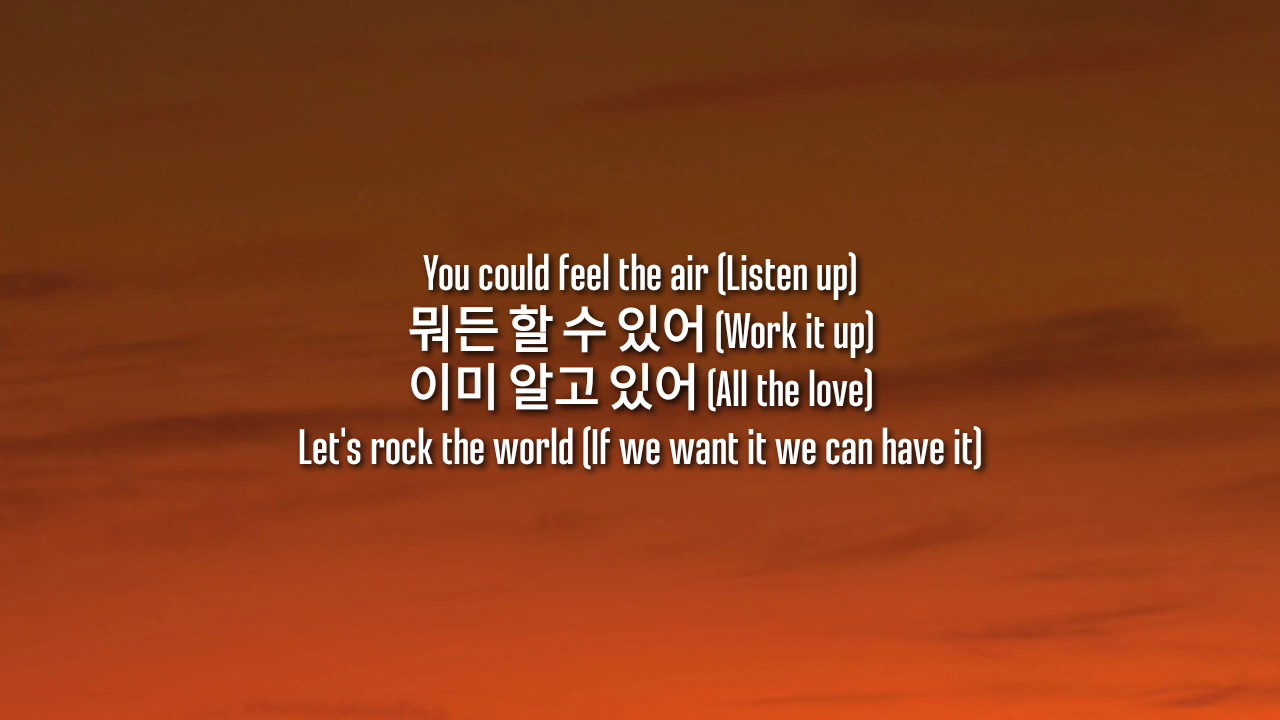 You could feel the air (Listen up)
뭐든 할 수 있어 (Work it up)
이미 알고 있어 (All the love)
Let's rock the world (If we want it we can have it)